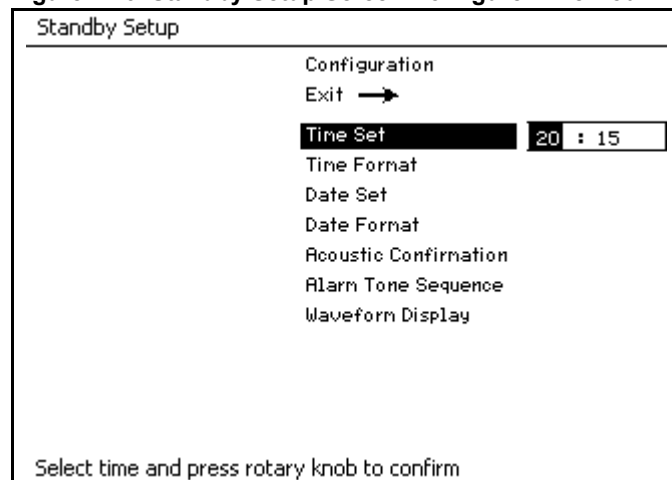 Standby Setup
Configuration
Exit
Time Set 20 : 15
Time Format
Date Set
Date Format
Acoustic Confirmation
Alarm Tone Sequence
Waveform Display
Select time and press rotary knob to confirm